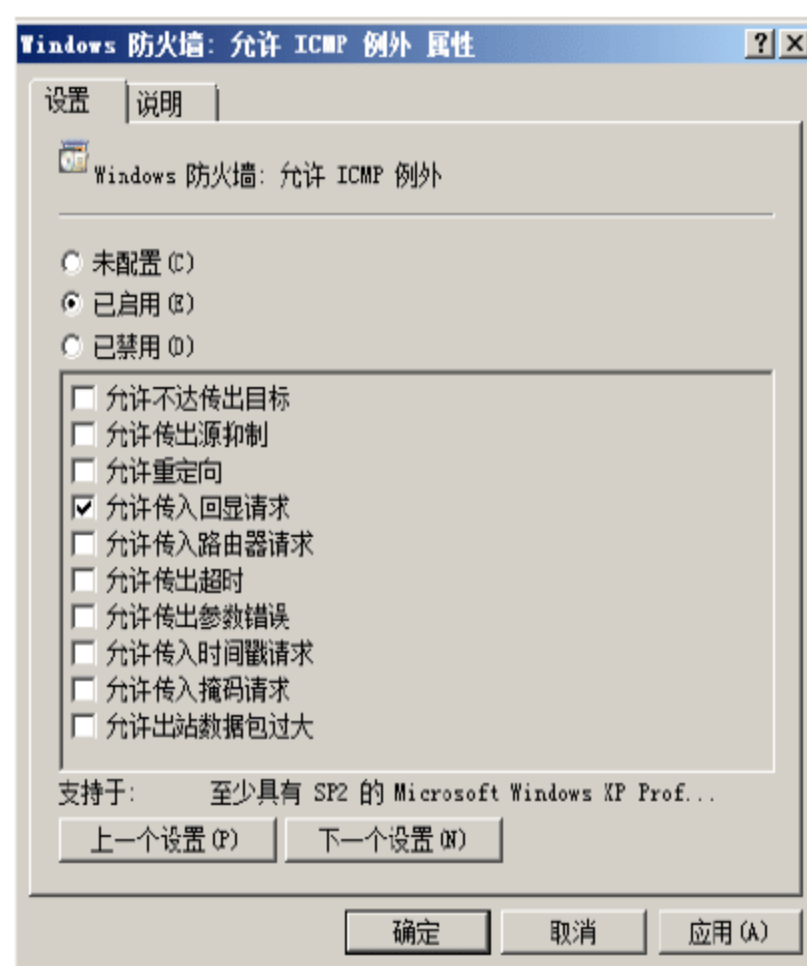 Windows 防火墙: 允许 ICMP 例外 属性
设置 说明
Windows 防火墙: 允许 ICMP 例外
未配置(C)
已启用(E)
已禁用(D)
允许不达传出目标
允许传出源抑制
允许重定向
允许传入回显请求
允许传入路由器请求
允许传出超时
允许传出参数错误
允许传入时间戳请求
允许传入掩码请求
允许出站数据包过大
支持于: 至少具有 SP2 的 Microsoft Windows XP Prof...
上一个设置(P) 下一个设置(N)
确定 取消 应用(A)